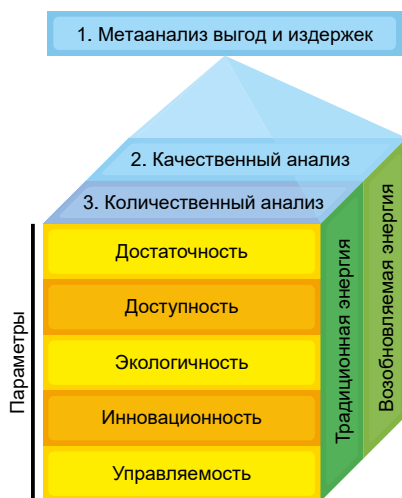 1. Метаанализ выгод и издержек
2. Качественный анализ
3. Количественный анализ
Достаточность
Доступность
Экологичность
Инновационность
Управляемость
Параметры
Традиционная энергия
Возобновляемая энергия